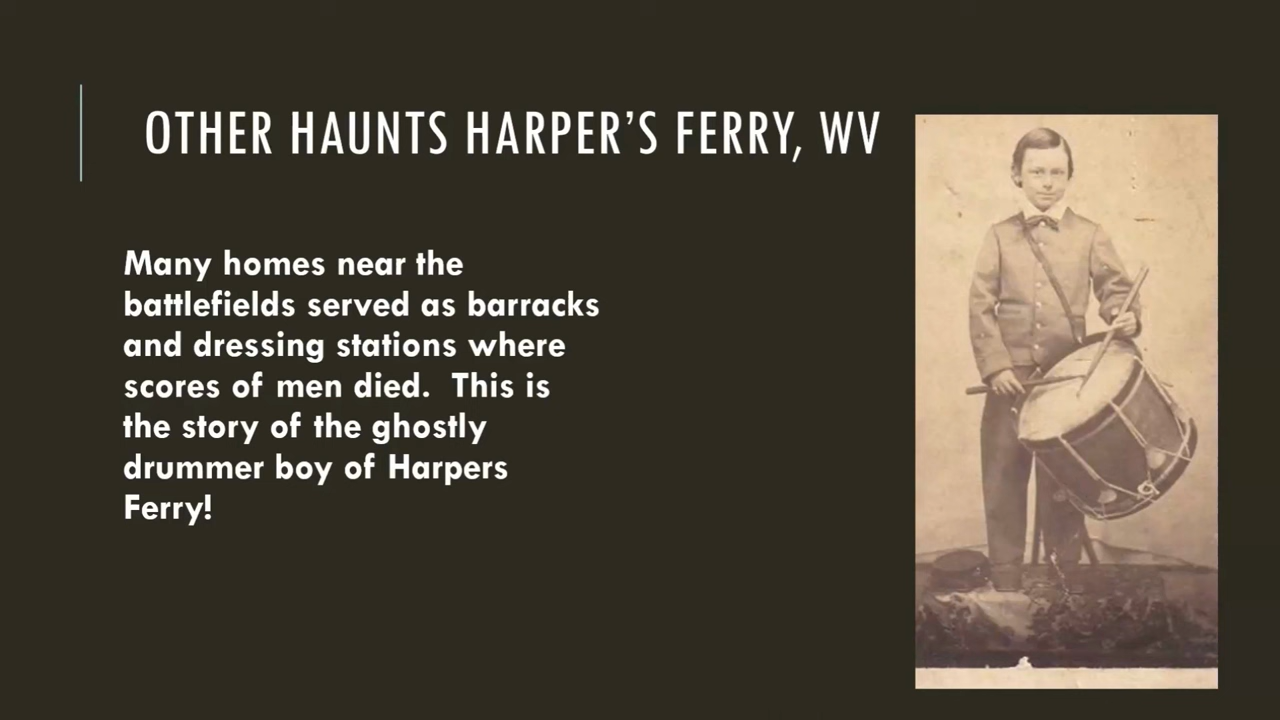 OTHER HAUNTS HARPER’S FERRY, WV
Many homes near the
battlefields served as barracks
and dressing stations where
scores of men died.  This is
the story of the ghostly
drummer boy of Harpers
Ferry!